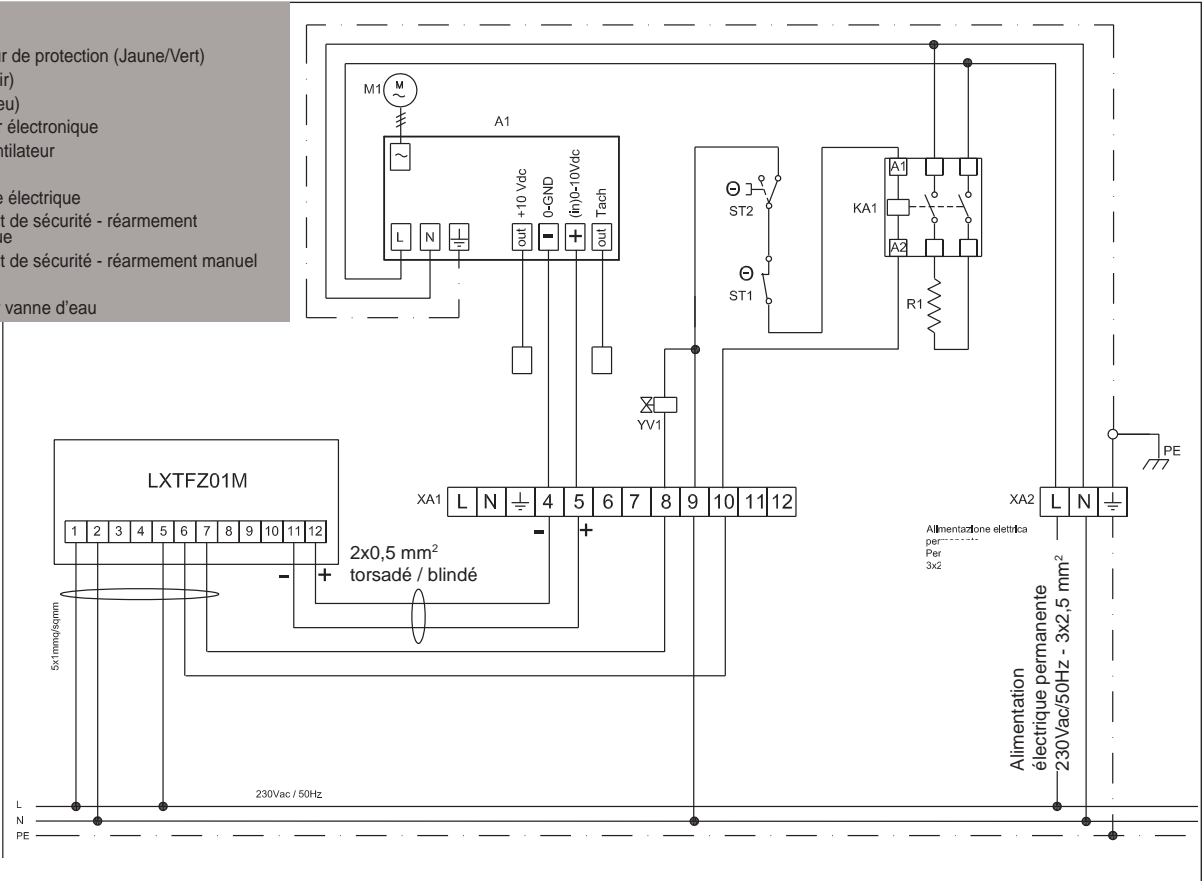 r de protection (Jaune/Vert)
ir)
eu)
r électronique
ntilateur
e électrique
t de sécurité - réarmement
ue
t de sécurité - réarmement manuel
vanne d'eau
M1
M
~
A1
~
L N
out - + out
+10 Vdc
0-GND
(in)0-10Vdc
Tach
ST2
ST1
A1
KA1
A2
R1
YV1
PE
LXTFZ01M
1 2 3 4 5 6 7 8 9 10 11 12
- +
XA1 L N 4 5 6 7 8 9 10 11 12
- +
XA2 L N
2x0,5 mm²
torsadé / blindé
5x1mmq/sqmm
Alimentazione elettrica
Per
3x2
Alimentation
électrique permanente
230Vac/50Hz - 3x2,5 mm²
230Vac / 50Hz
L
N
PE